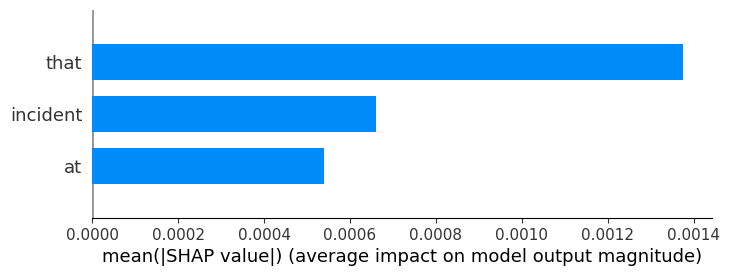 that
incident
at
0.0000 0.0002 0.0004 0.0006 0.0008 0.0010 0.0012 0.0014
mean(|SHAP value|) (average impact on model output magnitude)